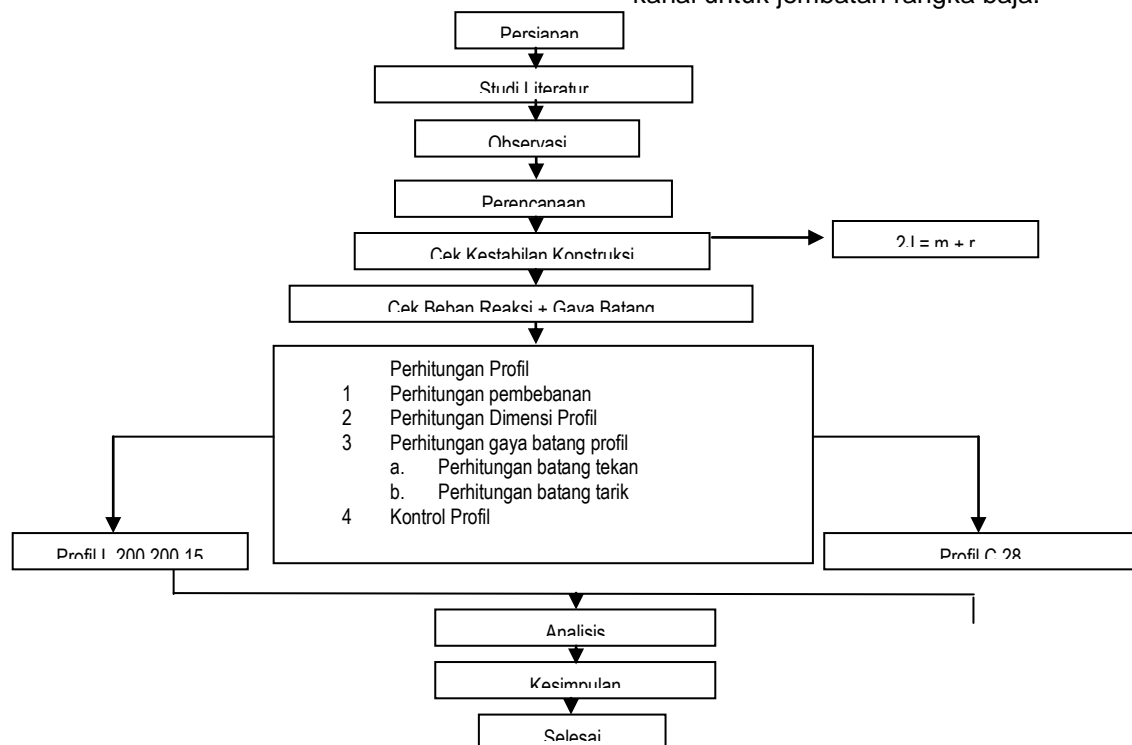 kanal untuk jembatan rangka baja.
Persiapan
Studi Literatur
Observasi
Perencanaan
Cek Kestabilan Konstruksi
2J = m + r
Cek Beban Reaksi + Gaya Batang
Perhitungan Profil
1 Perhitungan pembebanan
2 Perhitungan Dimensi Profil
3 Perhitungan gaya batang profil
a. Perhitungan batang tekan
b. Perhitungan batang tarik
4 Kontrol Profil
Profil L 200.200.15
Profil C 28
Analisis
Kesimpulan
Selesai